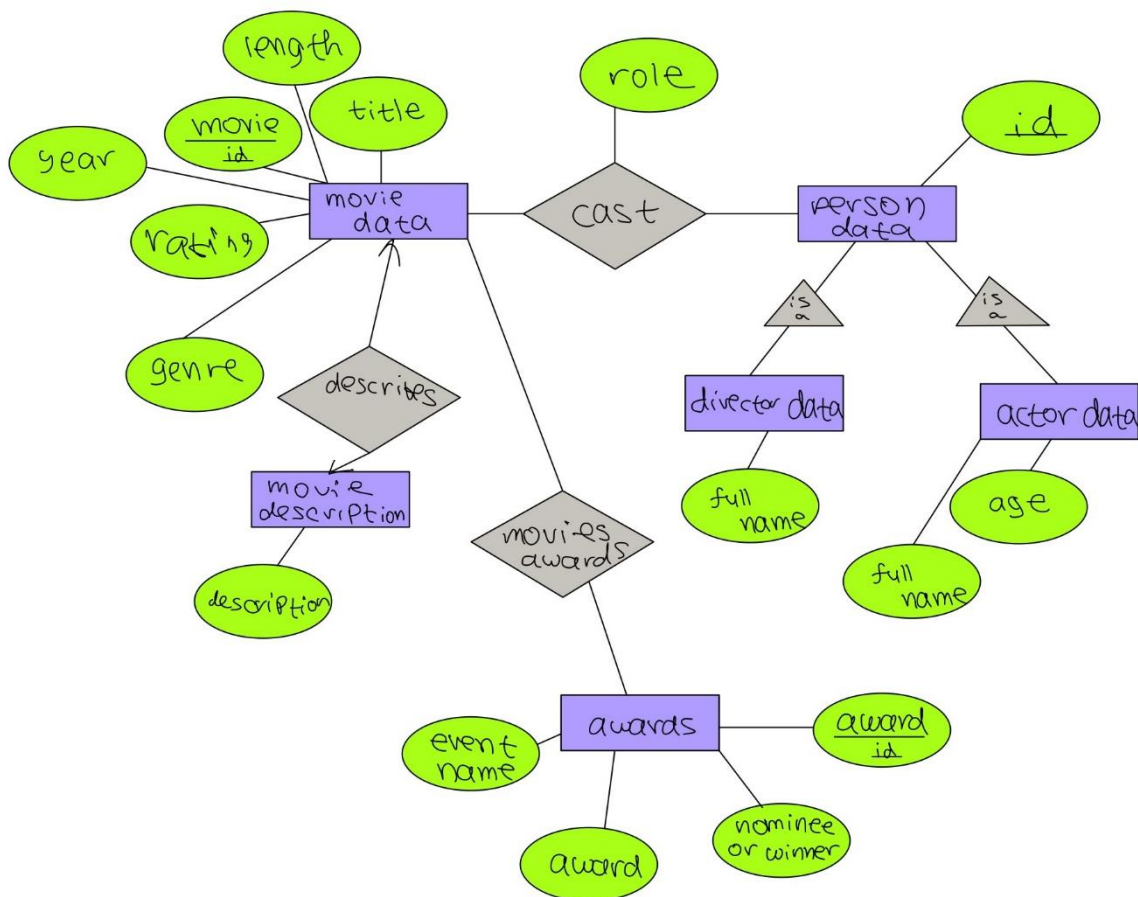 length
role
title
movie
id
id
year
movie
data
cast
person
data
rating
is
a
is
a
genre
describes
director data
actor data
movie
description
full
name
age
movies
awards
full
name
description
awards
award
id
event
name
nominee
or winner
award